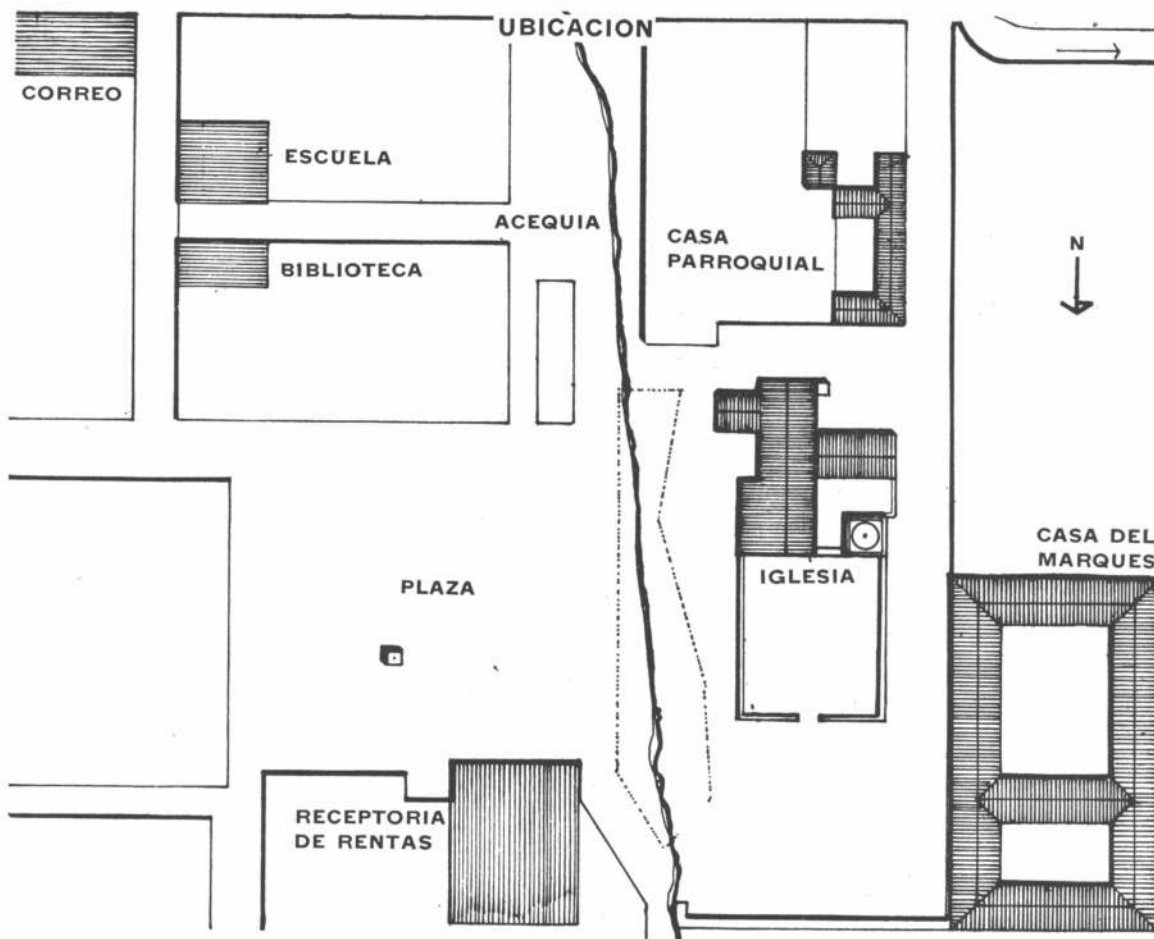 UBICACION
CORREO
ESCUELA
ACEQUIA
CASA
PARROQUIAL
N
BIBLIOTECA
CASA DEL
MARQUES
IGLESIA
PLAZA
RECEPTORIA
DE RENTAS